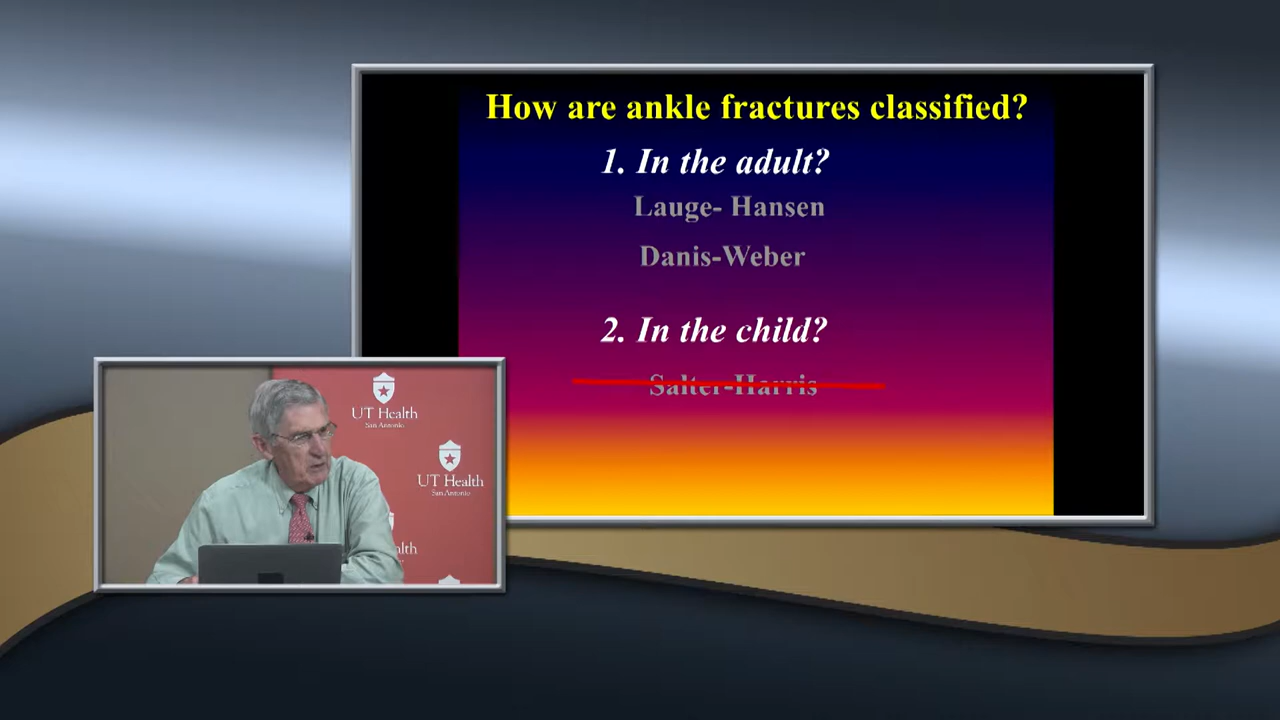 How are ankle fractures classified?
1. In the adult?
Lauge- Hansen
Danis-Weber
2. In the child?
Salter-Harris
UT Health
San Antonio
UT Health
San Antonio
alth